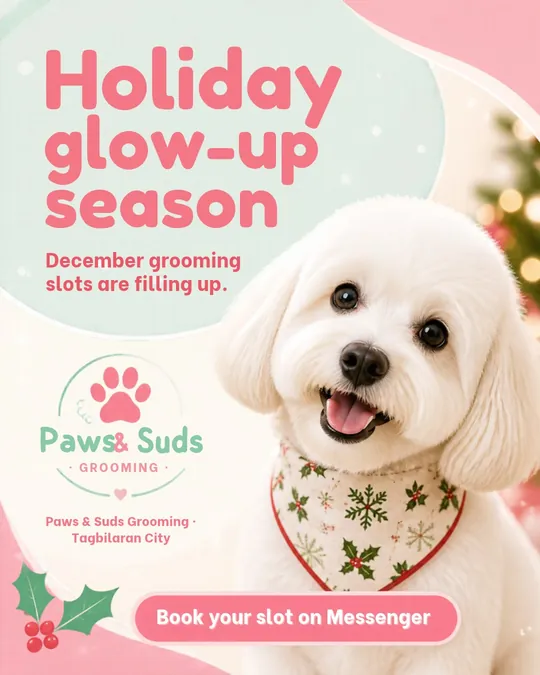 Holiday
glow-up
season
December grooming
slots are filling up.
Paws & Suds
· GROOMING ·
Paws & Suds Grooming ·
Tagbilaran City
Book your slot on Messenger